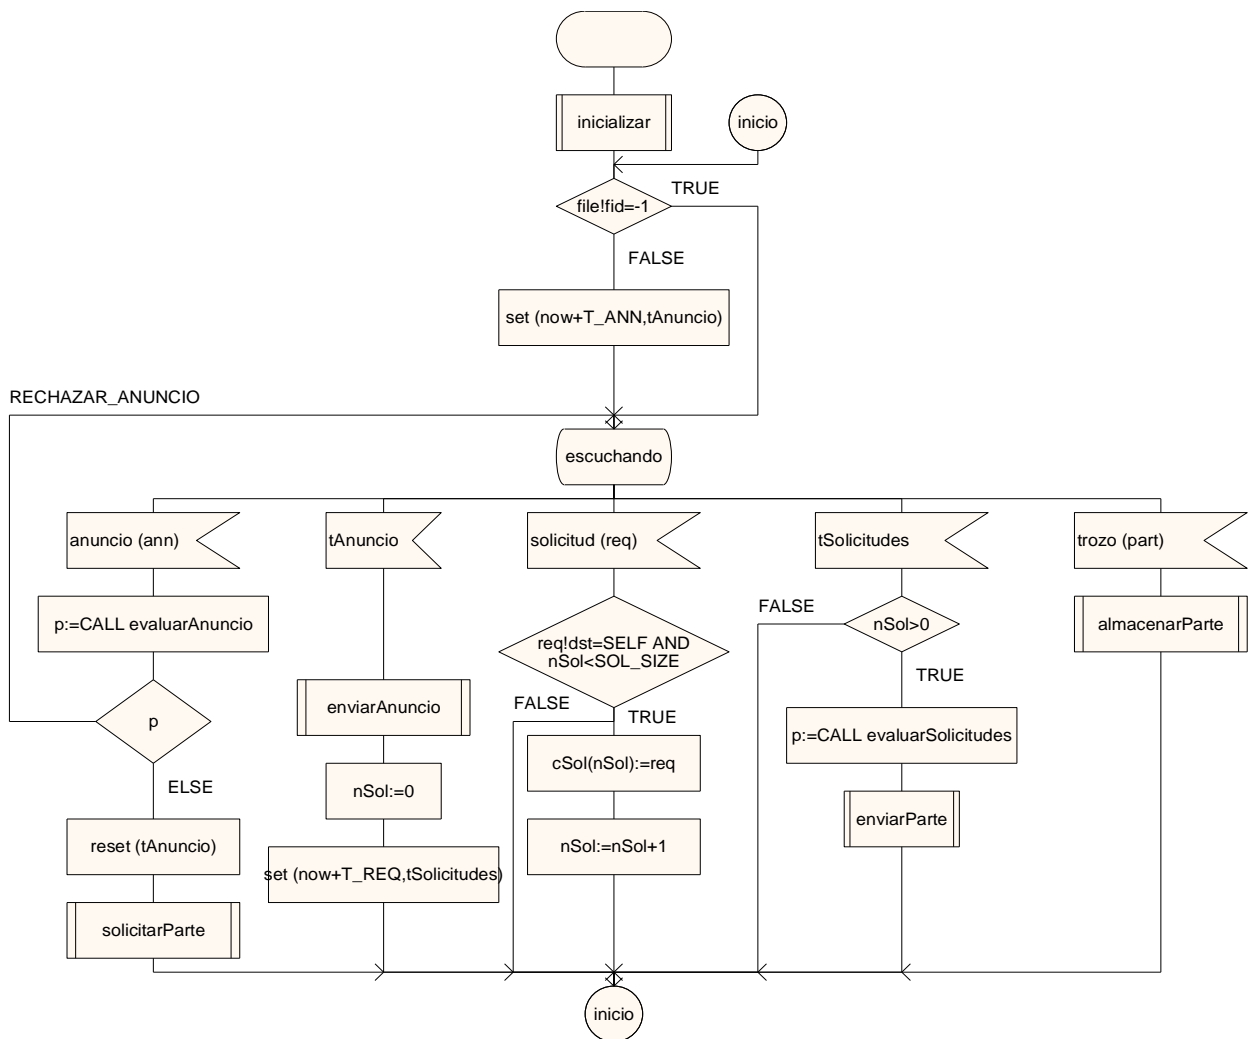 inicializar
inicio
TRUE
file!fid=-1
FALSE
set (now+T_ANN,tAnuncio)
RECHAZAR_ANUNCIO
escuchando
anuncio (ann)
tAnuncio
solicitud (req)
tSolicitudes
trozo (part)
p:=CALL evaluarAnuncio
req!dst=SELF AND
nSol<SOL_SIZE
FALSE
nSol>0
almacenarParte
p
enviarAnuncio
FALSE
TRUE
TRUE
p:=CALL evaluarSolicitudes
ELSE
nSol:=0
cSol(nSol):=req
enviarParte
reset (tAnuncio)
set (now+T_REQ,tSolicitudes)
nSol:=nSol+1
solicitarParte
inicio